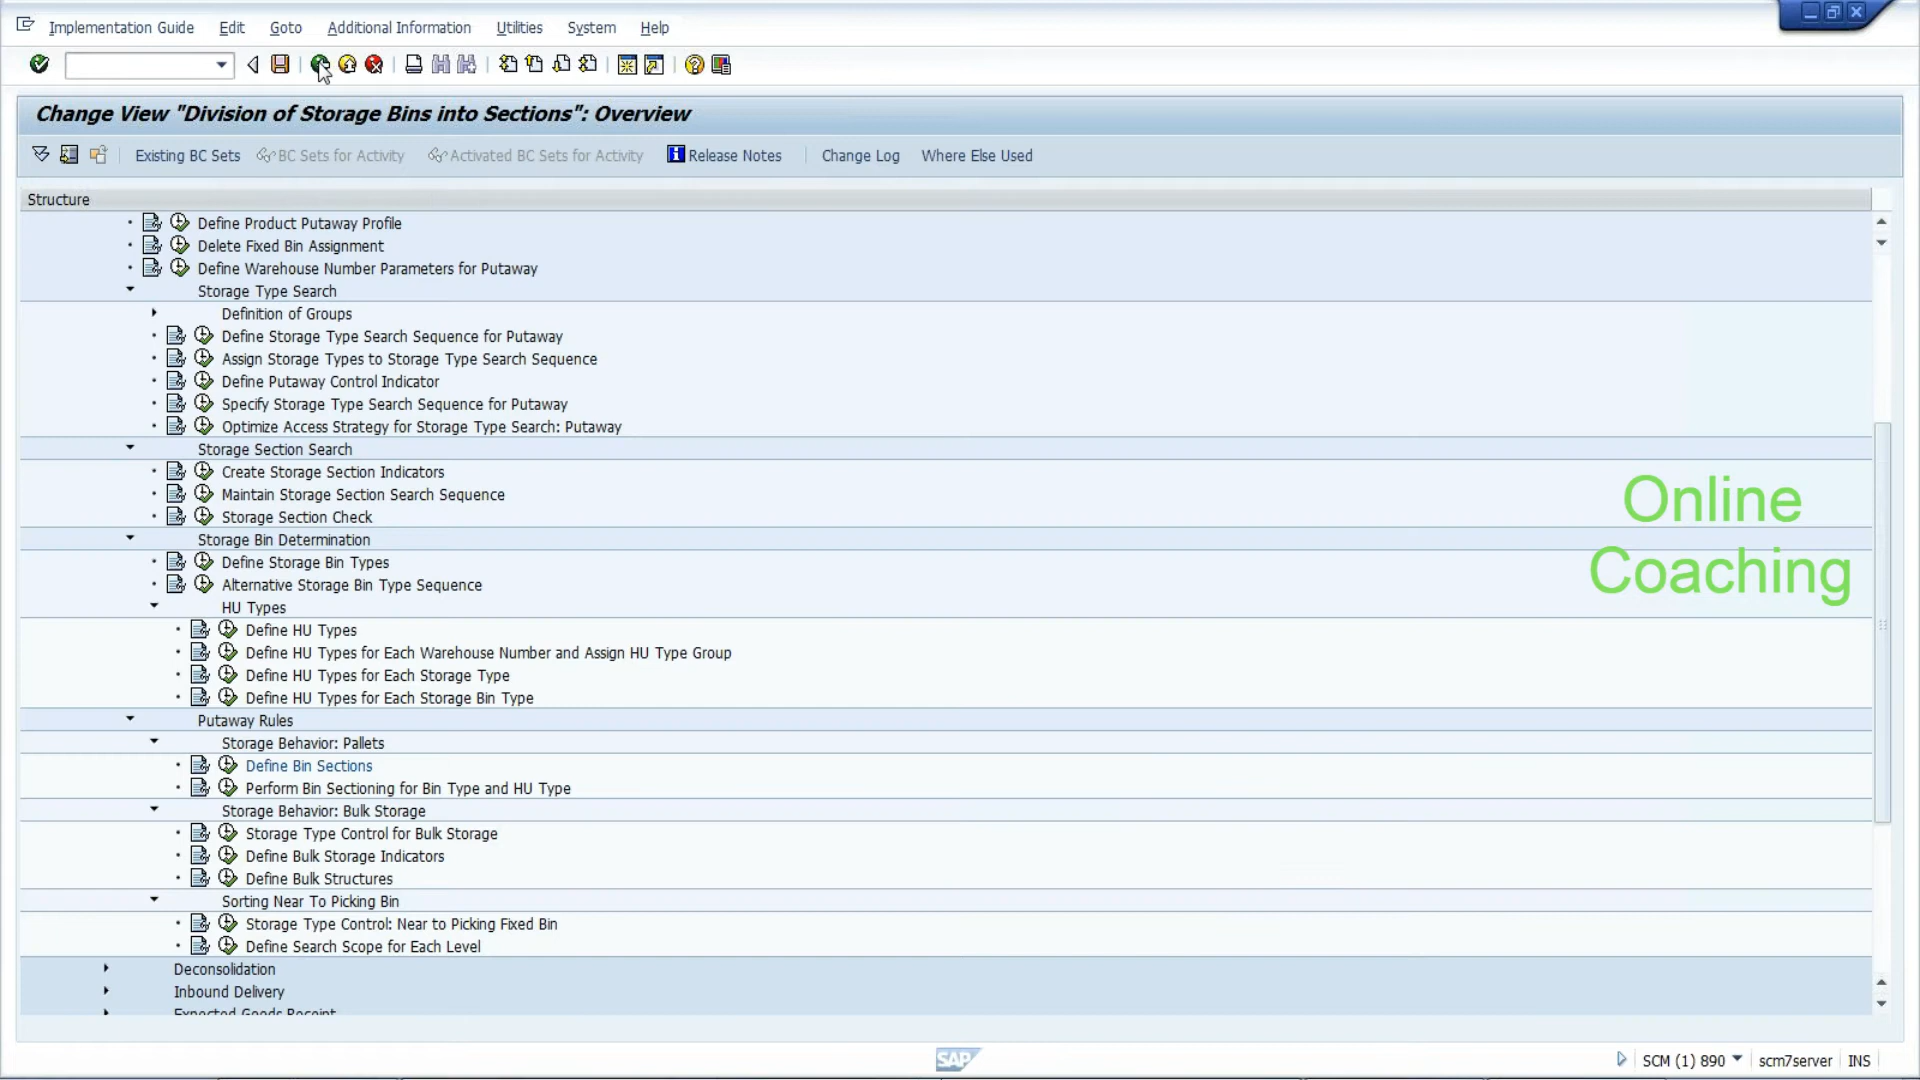 Implementation Guide Edit Goto Additional Information Utilities System Help
Change View "Division of Storage Bins into Sections": Overview
Existing BC Sets BC Sets for Activity Activated BC Sets for Activity Release Notes Change Log Where Else Used
Structure
Define Product Putaway Profile
Delete Fixed Bin Assignment
Define Warehouse Number Parameters for Putaway
Storage Type Search
Definition of Groups
Define Storage Type Search Sequence for Putaway
Assign Storage Types to Storage Type Search Sequence
Define Putaway Control Indicator
Specify Storage Type Search Sequence for Putaway
Optimize Access Strategy for Storage Type Search: Putaway
Storage Section Search
Create Storage Section Indicators
Maintain Storage Section Search Sequence
Storage Section Check
Storage Bin Determination
Define Storage Bin Types
Alternative Storage Bin Type Sequence
HU Types
Define HU Types
Define HU Types for Each Warehouse Number and Assign HU Type Group
Define HU Types for Each Storage Type
Define HU Types for Each Storage Bin Type
Putaway Rules
Storage Behavior: Pallets
Define Bin Sections
Perform Bin Sectioning for Bin Type and HU Type
Storage Behavior: Bulk Storage
Storage Type Control for Bulk Storage
Define Bulk Storage Indicators
Define Bulk Structures
Sorting Near To Picking Bin
Storage Type Control: Near to Picking Fixed Bin
Define Search Scope for Each Level
Deconsolidation
Inbound Delivery
Expected Goods Receipt
Online
Coaching
SAP
SCM (1) 890 scm7server INS